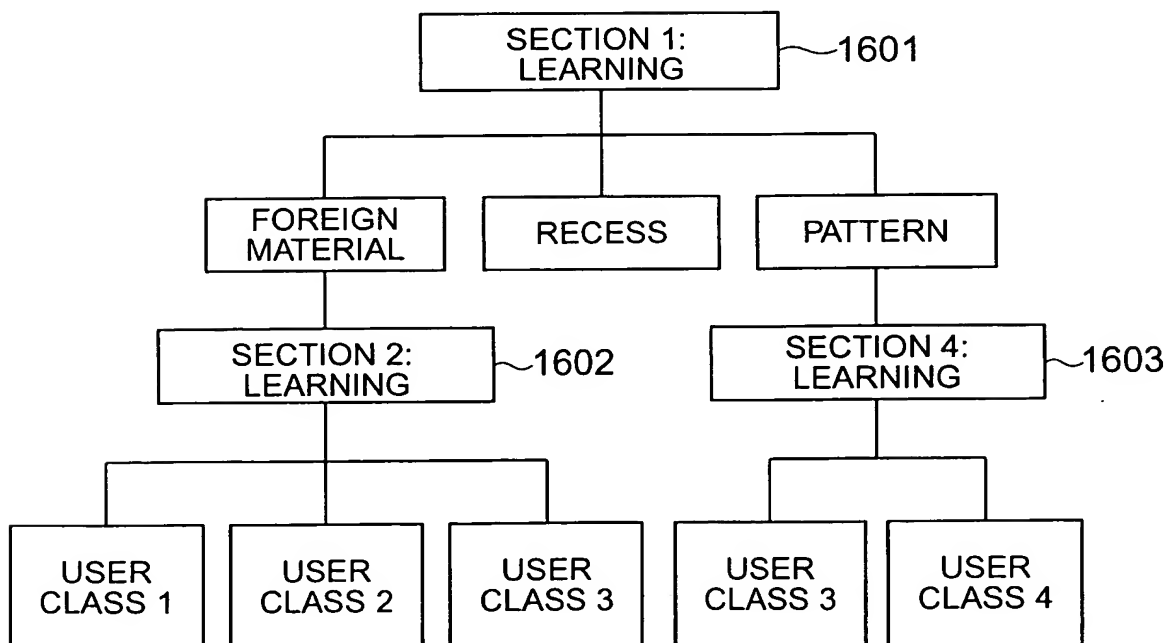 SECTION 1:
LEARNING
1601
FOREIGN
MATERIAL
RECESS
PATTERN
SECTION 2:
LEARNING
1602
SECTION 4:
LEARNING
1603
USER
CLASS 1
USER
CLASS 2
USER
CLASS 3
USER
CLASS 3
USER
CLASS 4